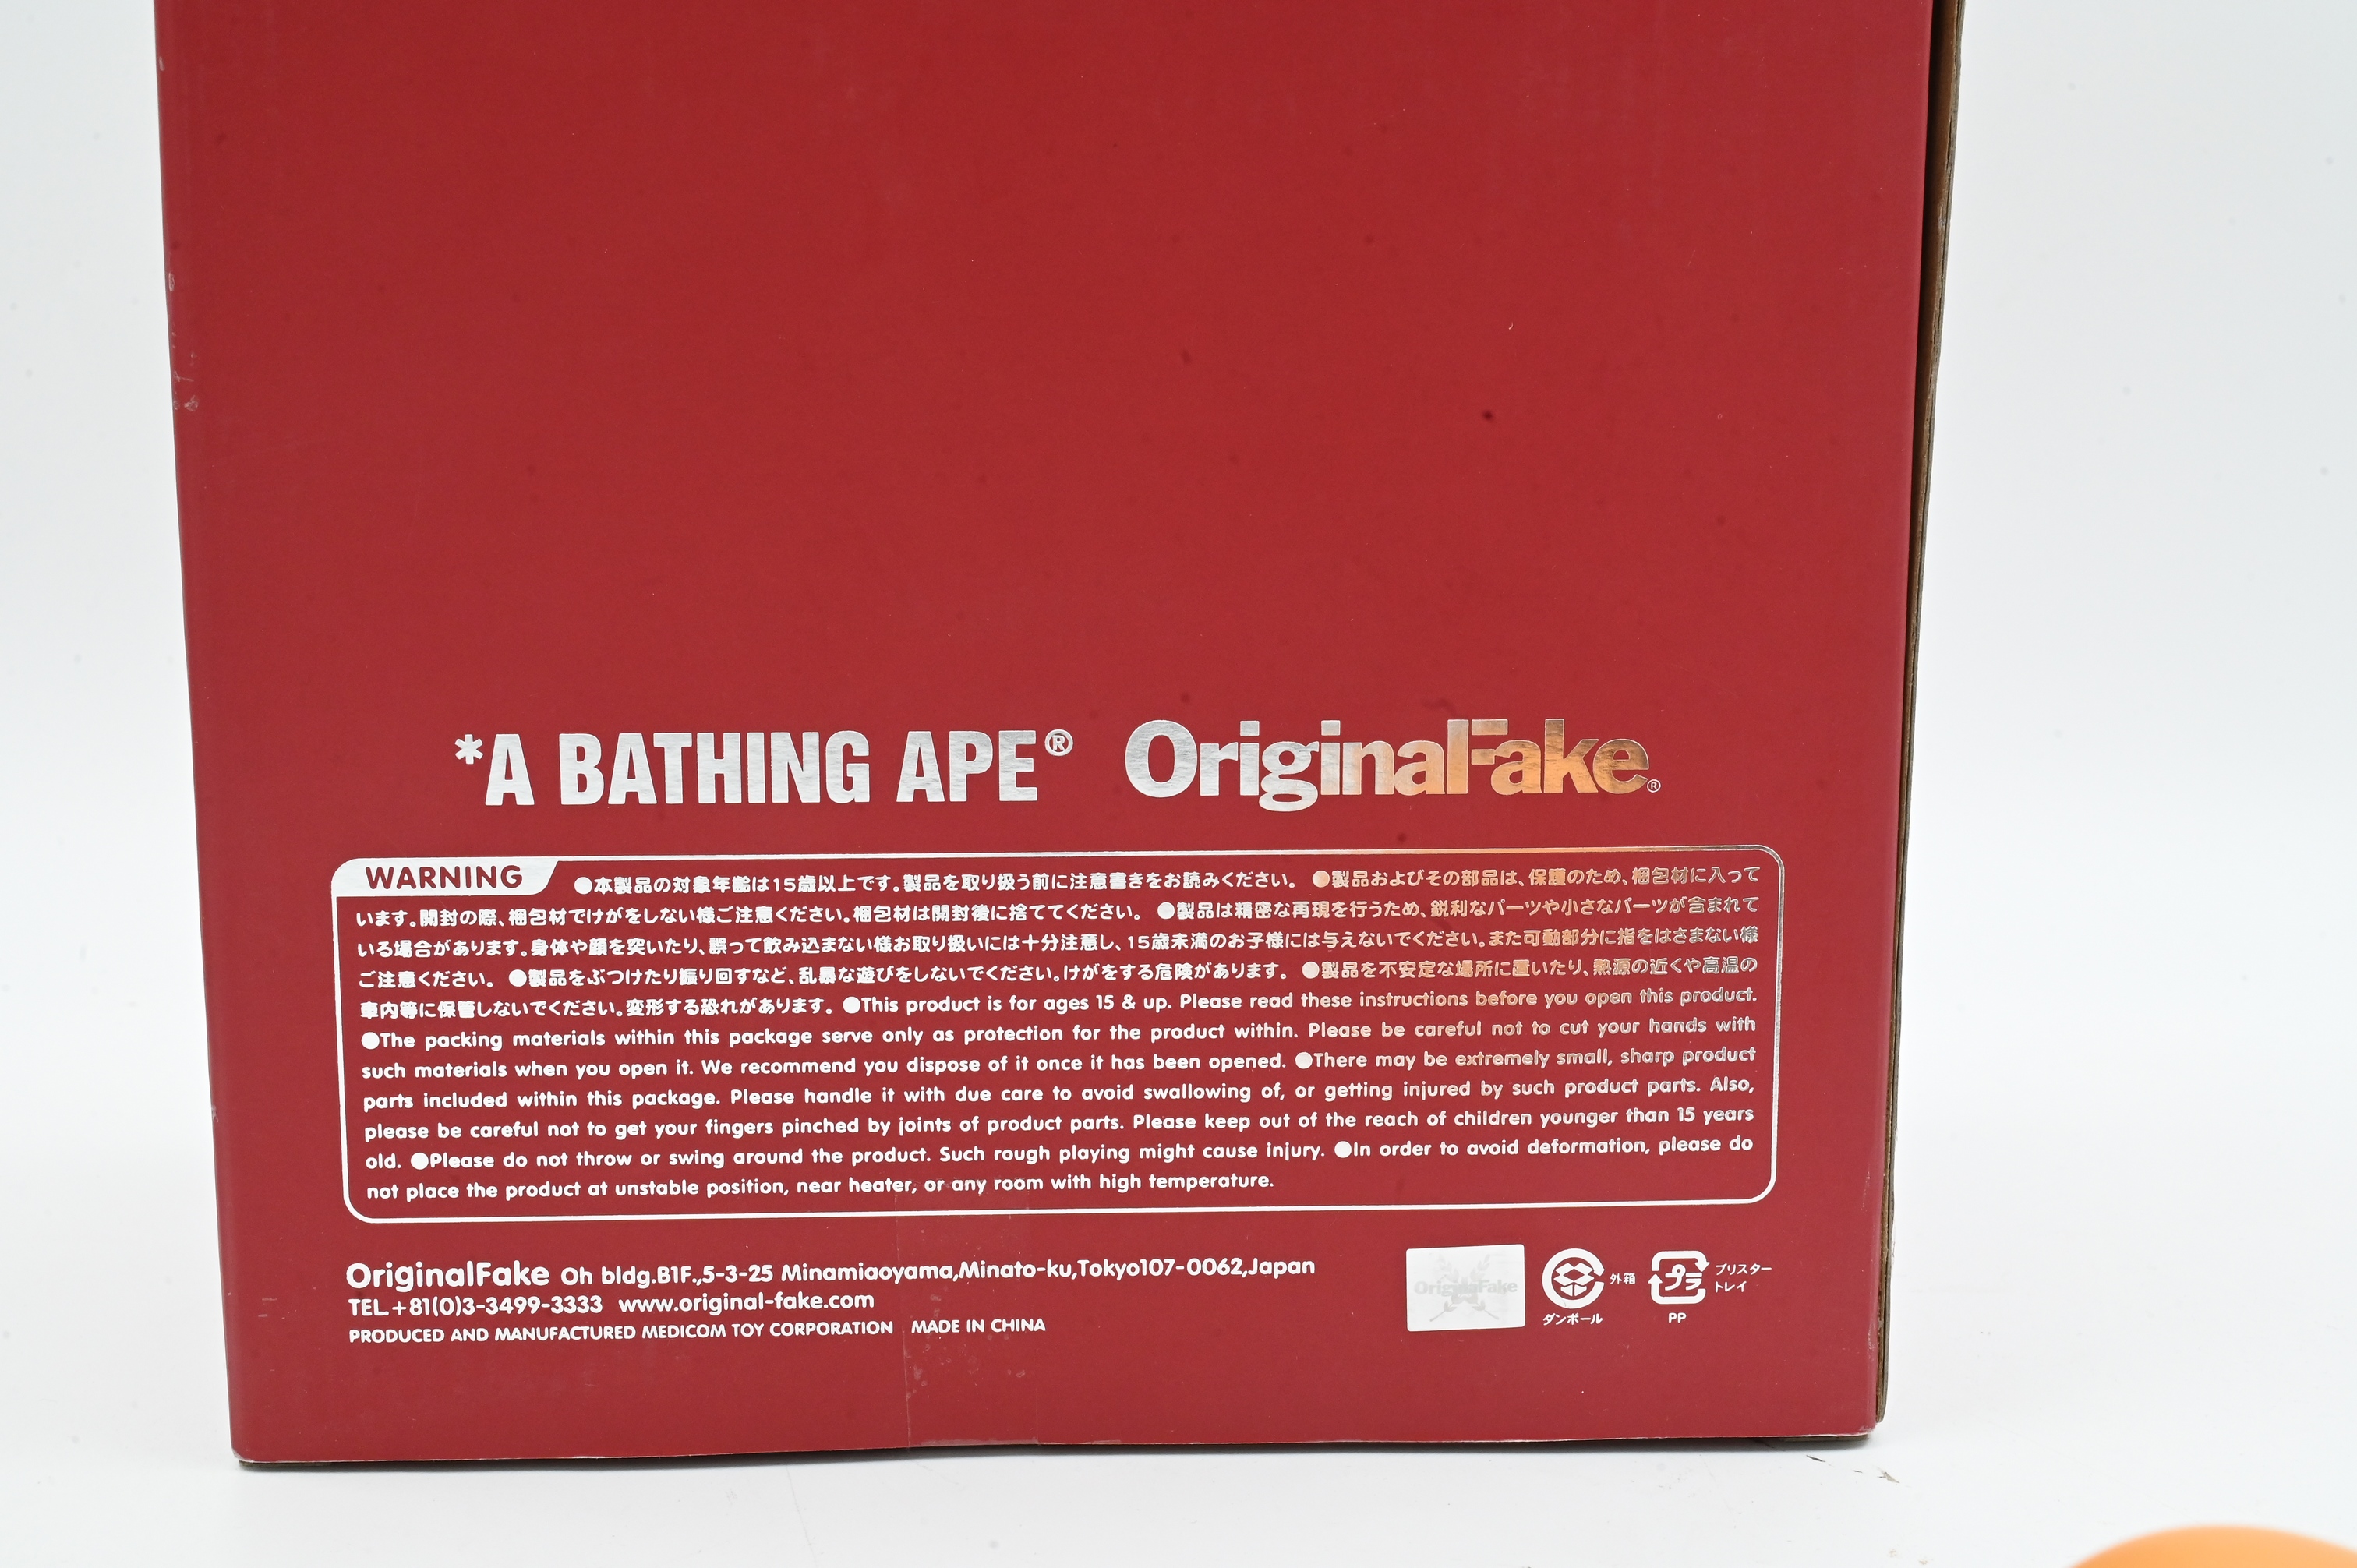 *A BATHING APE® OriginalFake®
WARNING ●本製品の対象年齢は15歳以上です。製品を取り扱う前に注意書きをお読みください。 ●製品およびその部品は、保護のため、梱包材に入って
います。開封の際、梱包材でけがをしない様ご注意ください。梱包材は開封後に捨ててください。 ●製品は精密な再現を行うため、鋭利なパーツや小さなパーツが含まれて
いる場合があります。身体や顔を突いたり、誤って飲み込まない様お取り扱いには十分注意し、15歳未満のお子様には与えないでください。また可動部分に指をはさまない様
ご注意ください。 ●製品をぶつけたり振り回すなど、乱暴な遊びをしないでください。けがをする危険があります。 ●製品を不安定な場所に置いたり、熱源の近くや高温の
車内等に保管しないでください。変形する恐れがあります。 ●This product is for ages 15 & up. Please read these instructions before you open this product.
●The packing materials within this package serve only as protection for the product within. Please be careful not to cut your hands with
such materials when you open it. We recommend you dispose of it once it has been opened. ●There may be extremely small, sharp product
parts included within this package. Please handle it with due care to avoid swallowing of, or getting injured by such product parts. Also,
please be careful not to get your fingers pinched by joints of product parts. Please keep out of the reach of children younger than 15 years
old. ●Please do not throw or swing around the product. Such rough playing might cause injury. ●In order to avoid deformation, please do
not place the product at unstable position, near heater, or any room with high temperature.
OriginalFake Oh bldg.B1F.,5-3-25 Minamiaoyama,Minato-ku,Tokyo107-0062,Japan
TEL.+81(0)3-3499-3333 www.original-fake.com
PRODUCED AND MANUFACTURED MEDICOM TOY CORPORATION MADE IN CHINA
OriginalFake
外箱
ダンボール
プラ
ブリスター
トレイ
PP